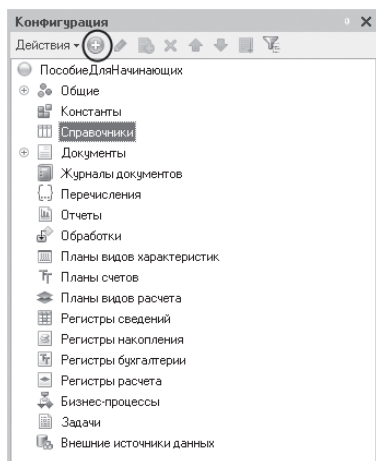 Конфигурация
Действия
ПособиеДляНачинающих
Общие
Константы
Справочники
Документы
Журналы документов
Перечисления
Отчеты
Обработки
Планы видов характеристик
Планы счетов
Планы видов расчета
Регистры сведений
Регистры накопления
Регистры бухгалтерии
Регистры расчета
Бизнес-процессы
Задачи
Внешние источники данных